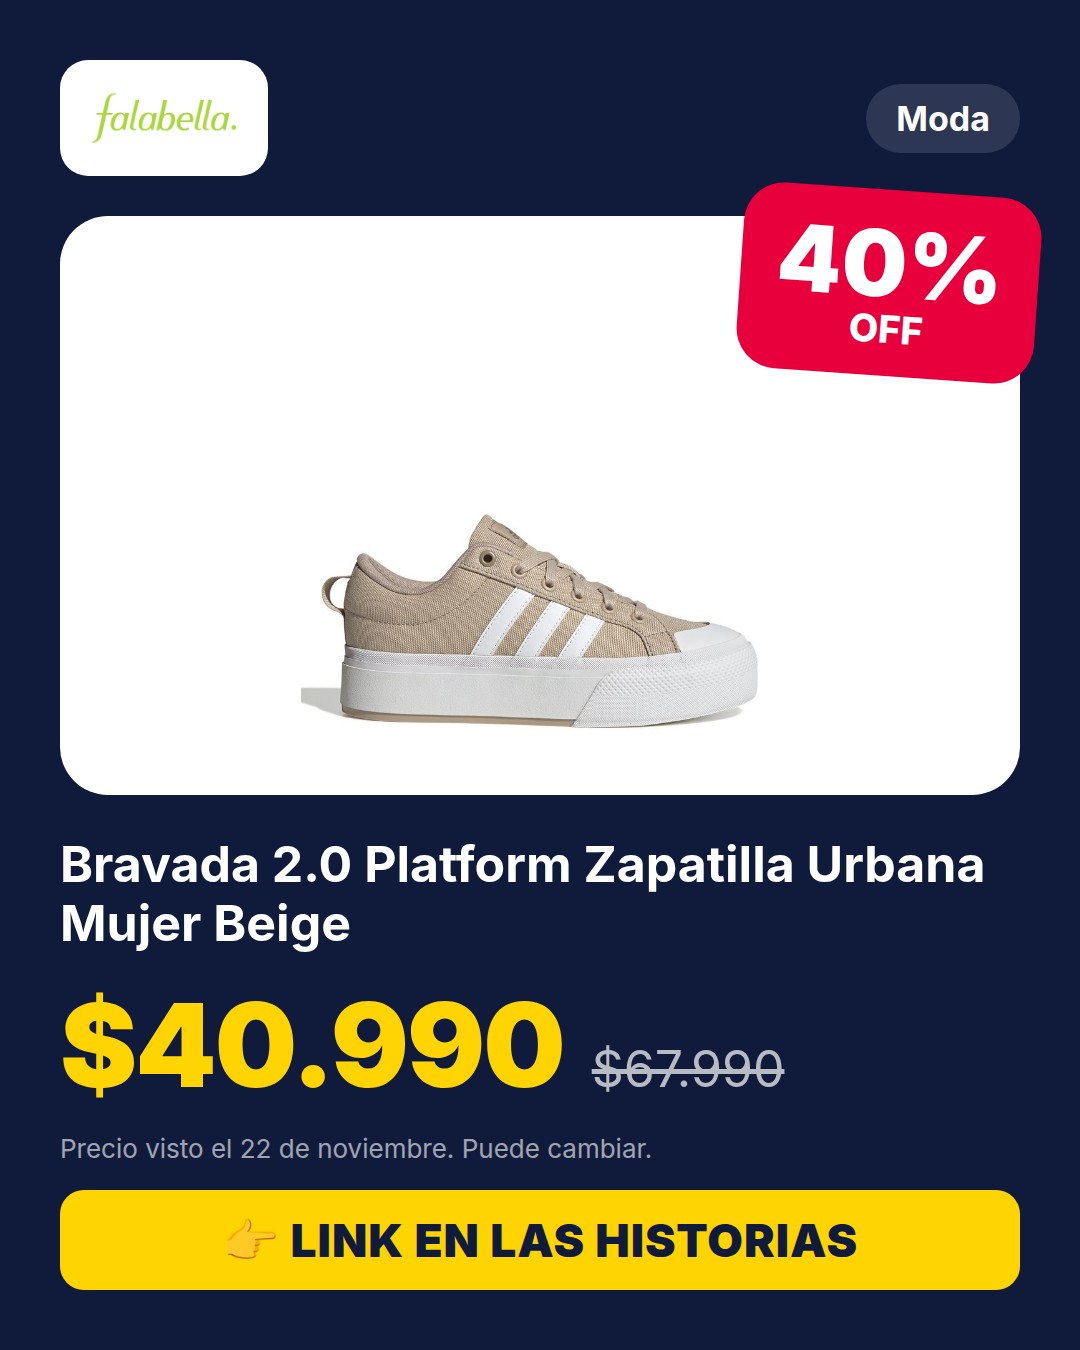 falabella.
Moda
40%
OFF
Bravada 2.0 Platform Zapatilla Urbana
Mujer Beige
$40.990 $67.990
Precio visto el 22 de noviembre. Puede cambiar.
👉 LINK EN LAS HISTORIAS